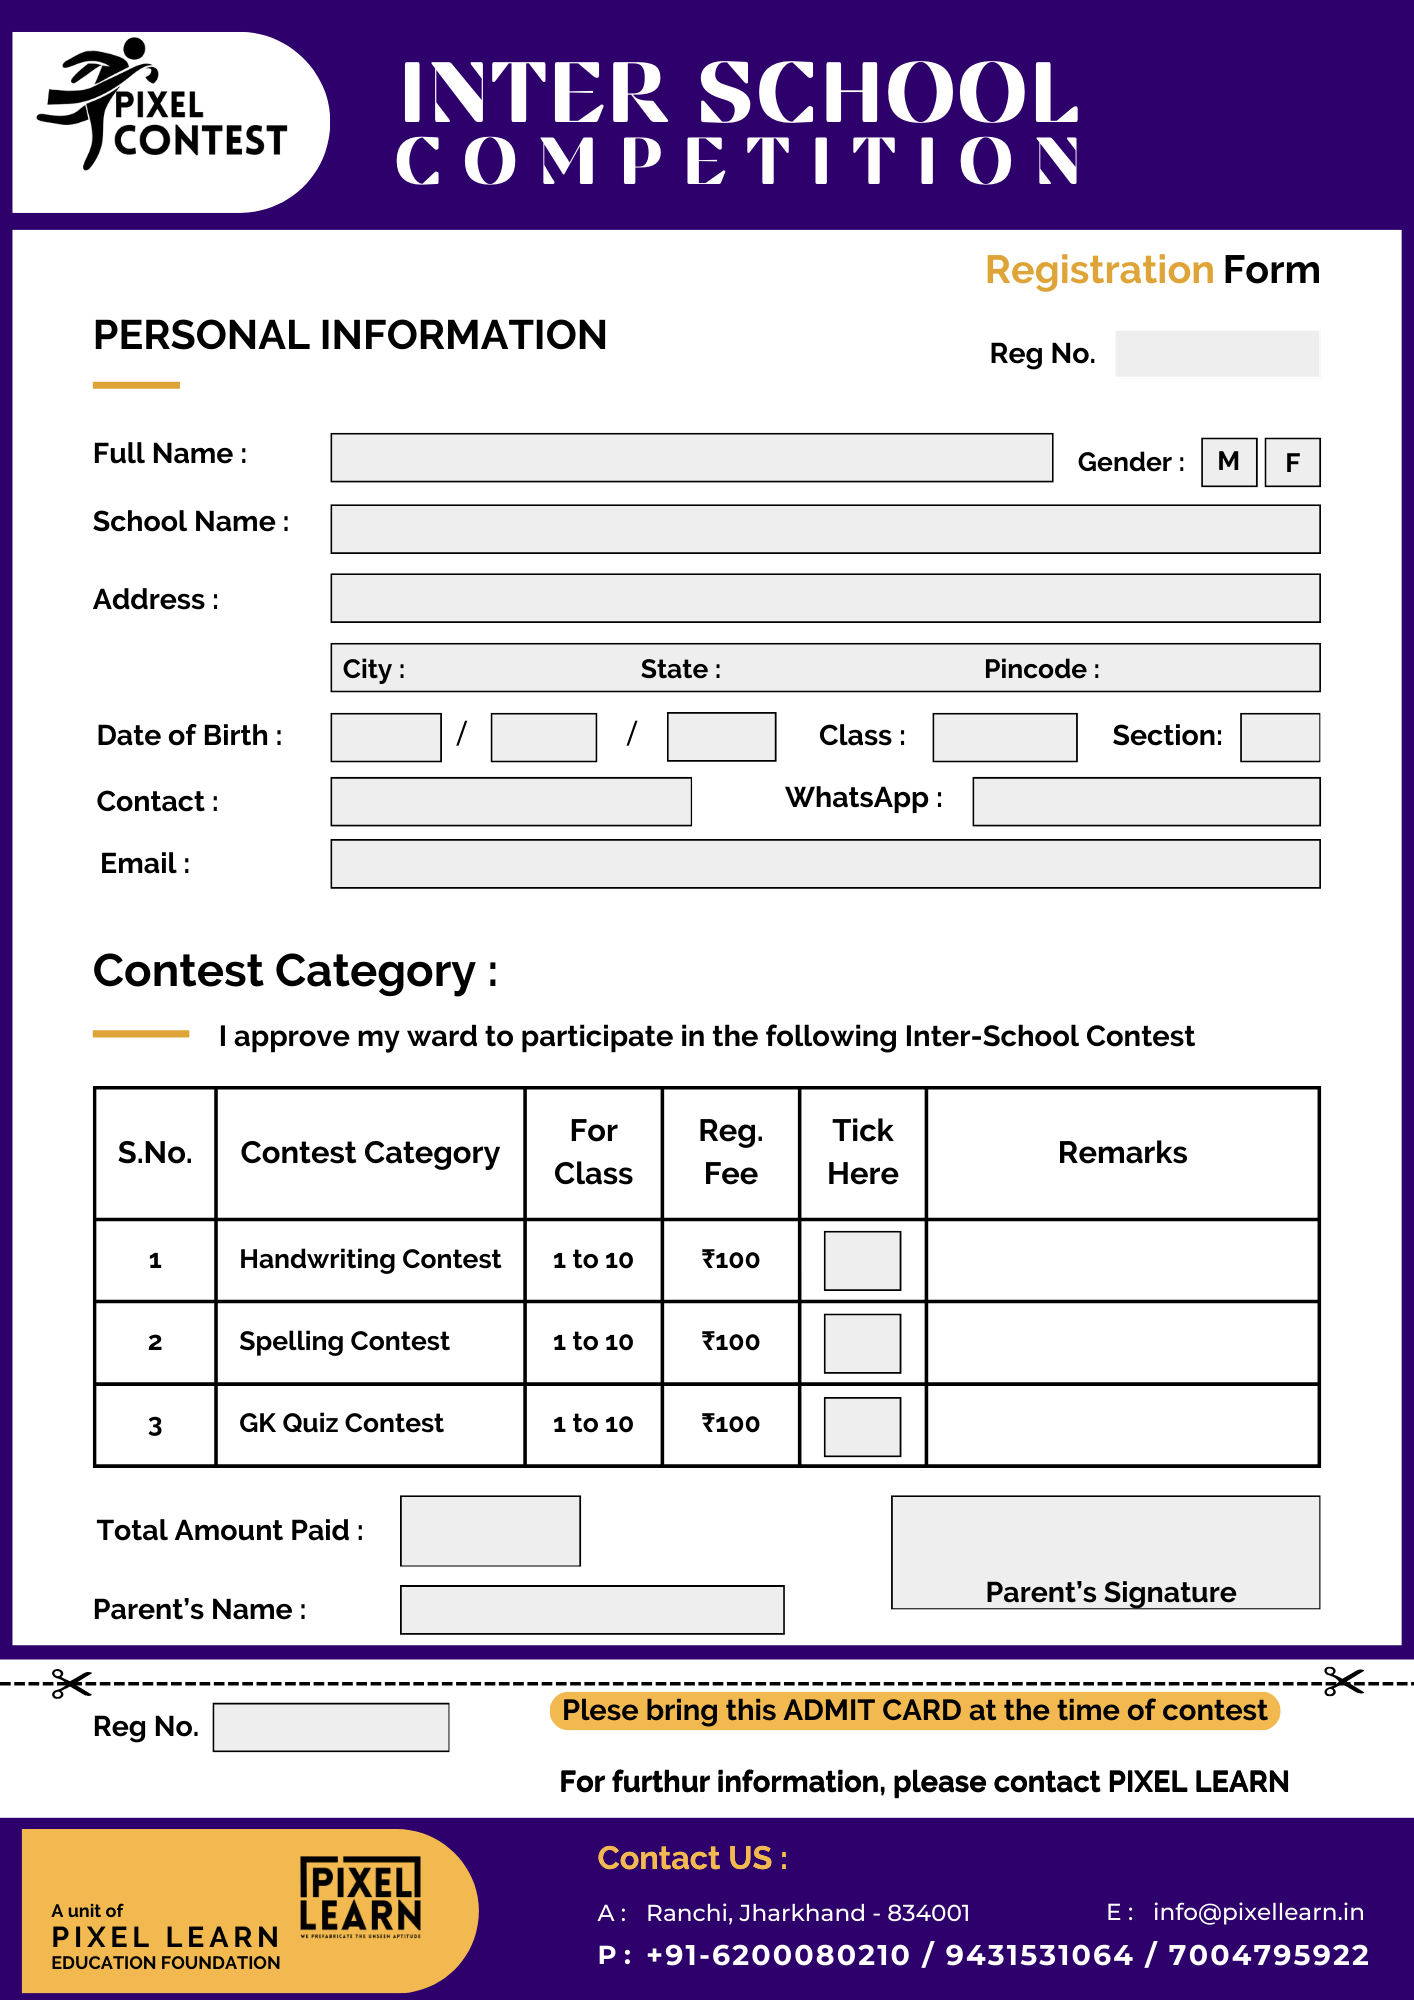 PIXEL
CONTEST
INTER SCHOOL
COMPETITION
Registration Form
PERSONAL INFORMATION
Reg No.
Full Name :
Gender : M F
School Name :
Address :
City : State : Pincode :
Date of Birth : / / Class : Section:
Contact : WhatsApp :
Email :
Contest Category :
I approve my ward to participate in the following Inter-School Contest
S.No. Contest Category For Class Reg. Fee Tick Here Remarks
1 Handwriting Contest 1 to 10 ₹100
2 Spelling Contest 1 to 10 ₹100
3 GK Quiz Contest 1 to 10 ₹100
Total Amount Paid :
Parent’s Name :
Parent’s Signature
Reg No.
Plese bring this ADMIT CARD at the time of contest
For furthur information, please contact PIXEL LEARN
A unit of
PIXEL LEARN
EDUCATION FOUNDATION
PIXEL
LEARN
WE PREFABRICATE THE UNSEEN APTITUDE
Contact US :
A : Ranchi, Jharkhand - 834001 E : info@pixellearn.in
P : +91-6200080210 / 9431531064 / 7004795922